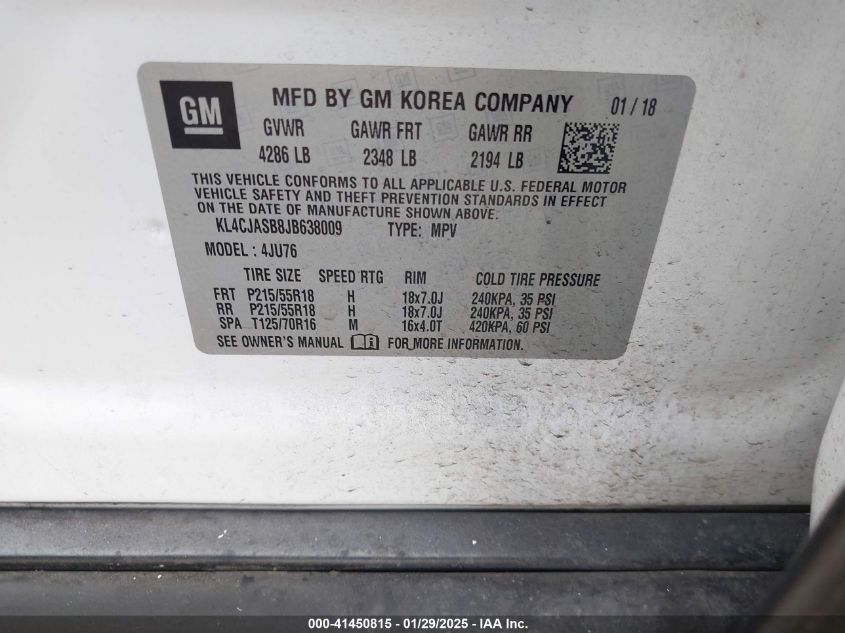 GM
MFD BY GM KOREA COMPANY 01 / 18
GVWR GAWR FRT GAWR RR
4286 LB 2348 LB 2194 LB
THIS VEHICLE CONFORMS TO ALL APPLICABLE U.S. FEDERAL MOTOR
VEHICLE SAFETY AND THEFT PREVENTION STANDARDS IN EFFECT
ON THE DATE OF MANUFACTURE SHOWN ABOVE.
KL4CJASB8JB638009 TYPE: MPV
MODEL : 4JU76
TIRE SIZE SPEED RTG RIM COLD TIRE PRESSURE
FRT P215/55R18 H 18x7.0J 240KPA, 35 PSI
RR P215/55R18 H 18x7.0J 240KPA, 35 PSI
SPA T125/70R16 M 16x4.0T 420KPA, 60 PSI
SEE OWNER'S MANUAL FOR MORE INFORMATION.
000-41450815 - 01/29/2025 - IAA Inc.